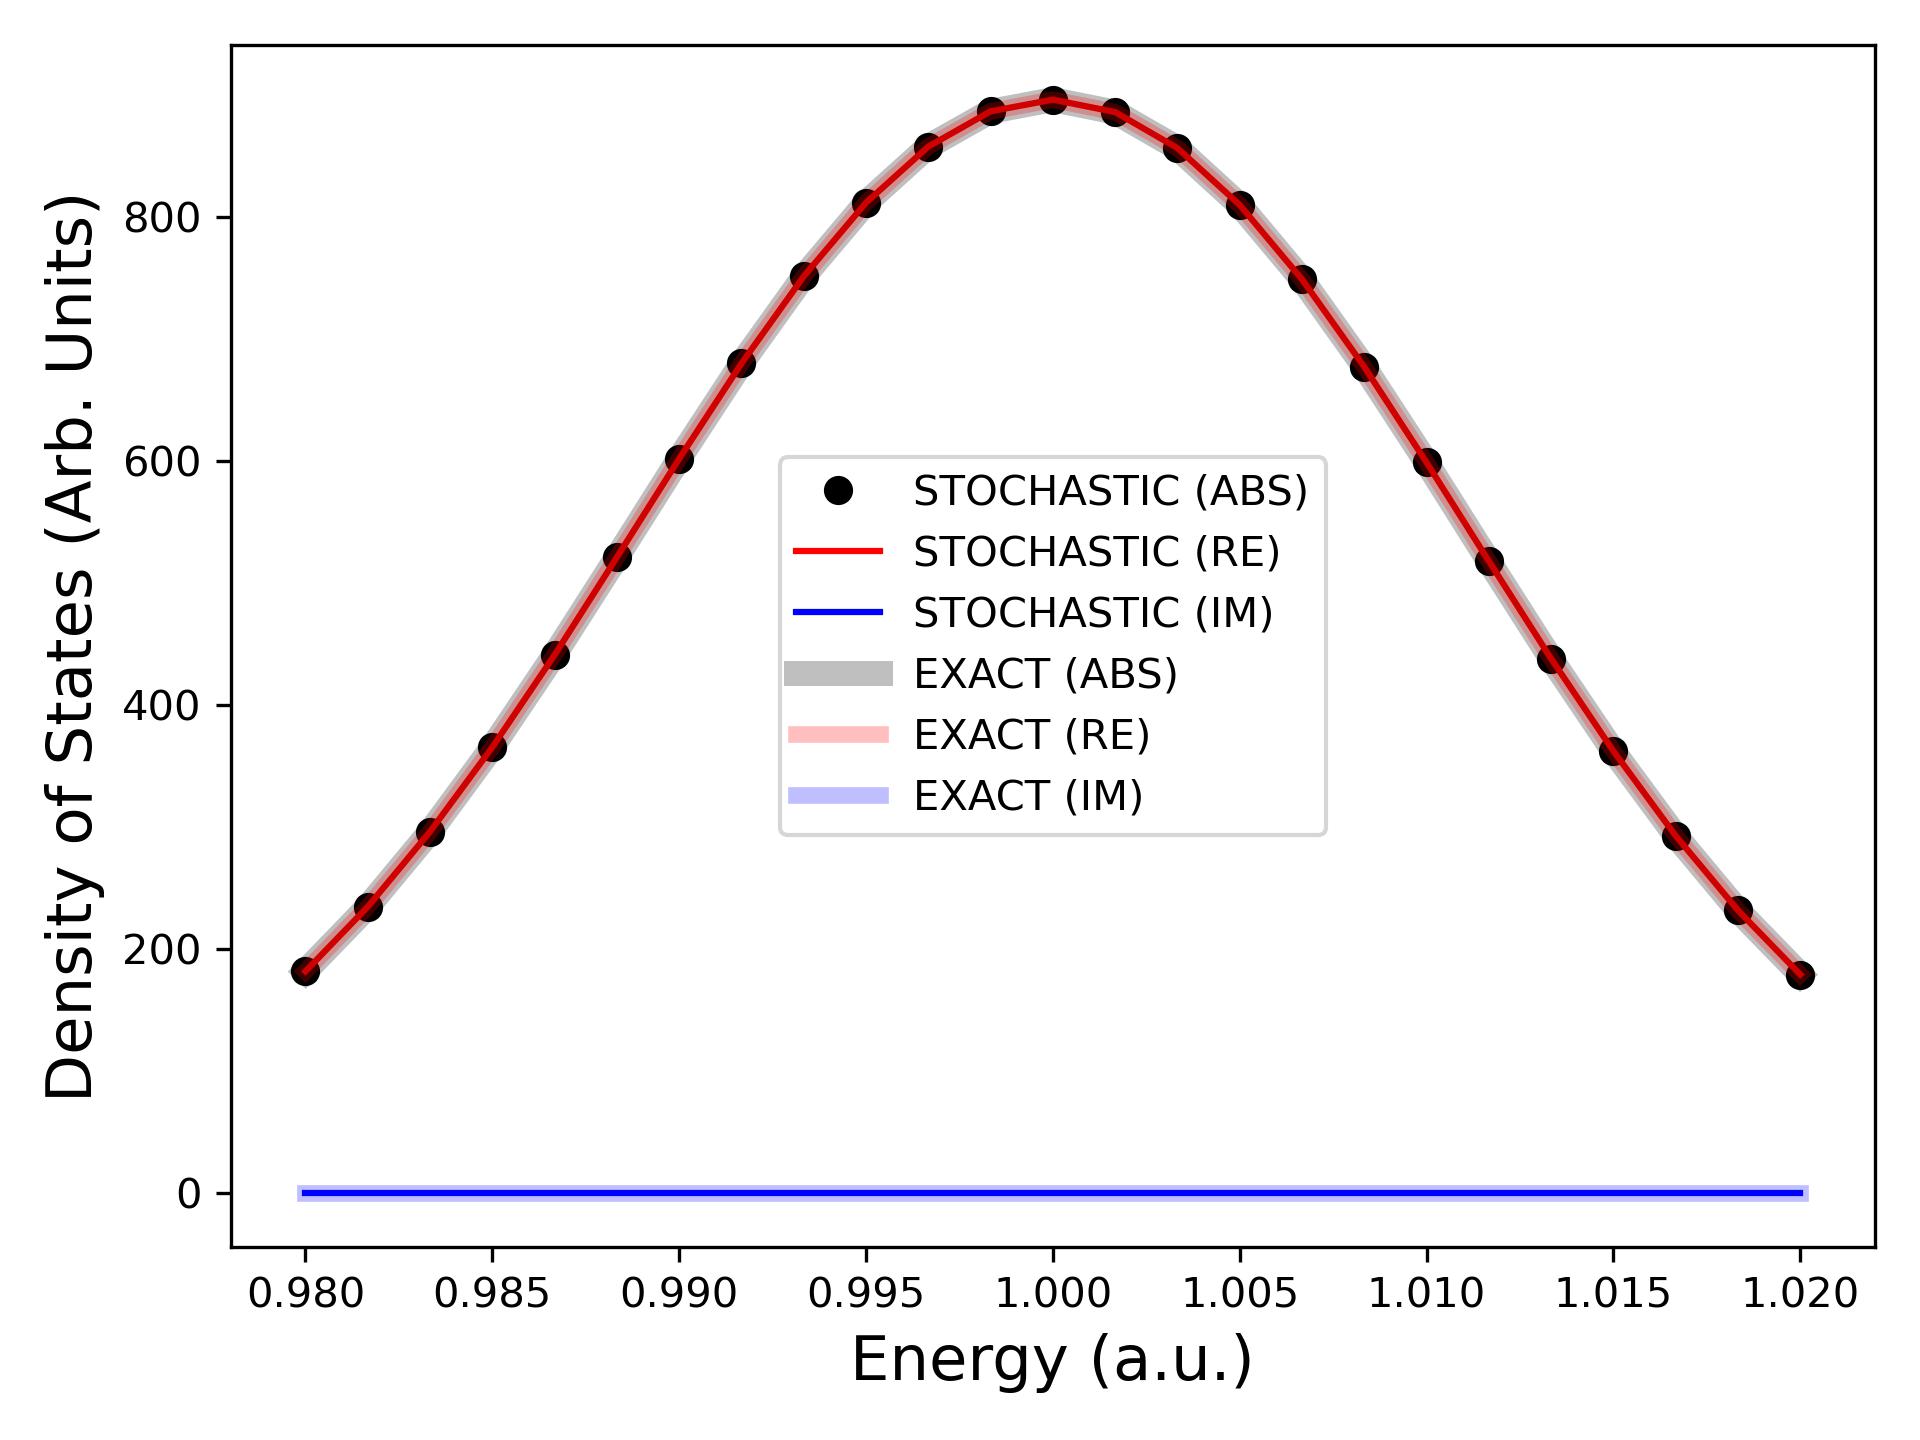 Density of States (Arb. Units)
800
600
400
200
0
STOCHASTIC (ABS)
STOCHASTIC (RE)
STOCHASTIC (IM)
EXACT (ABS)
EXACT (RE)
EXACT (IM)
0.980 0.985 0.990 0.995 1.000 1.005 1.010 1.015 1.020
Energy (a.u.)